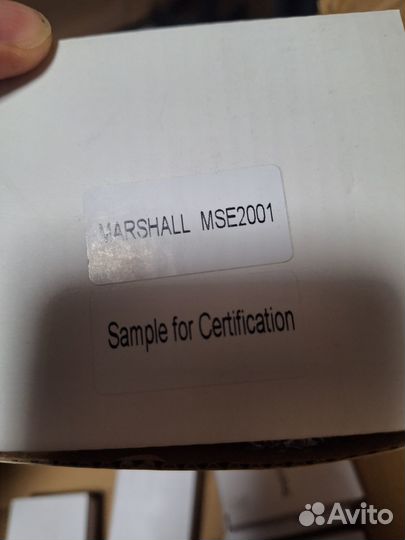 MARSHALL MSE2001
Sample for Certification
Avito